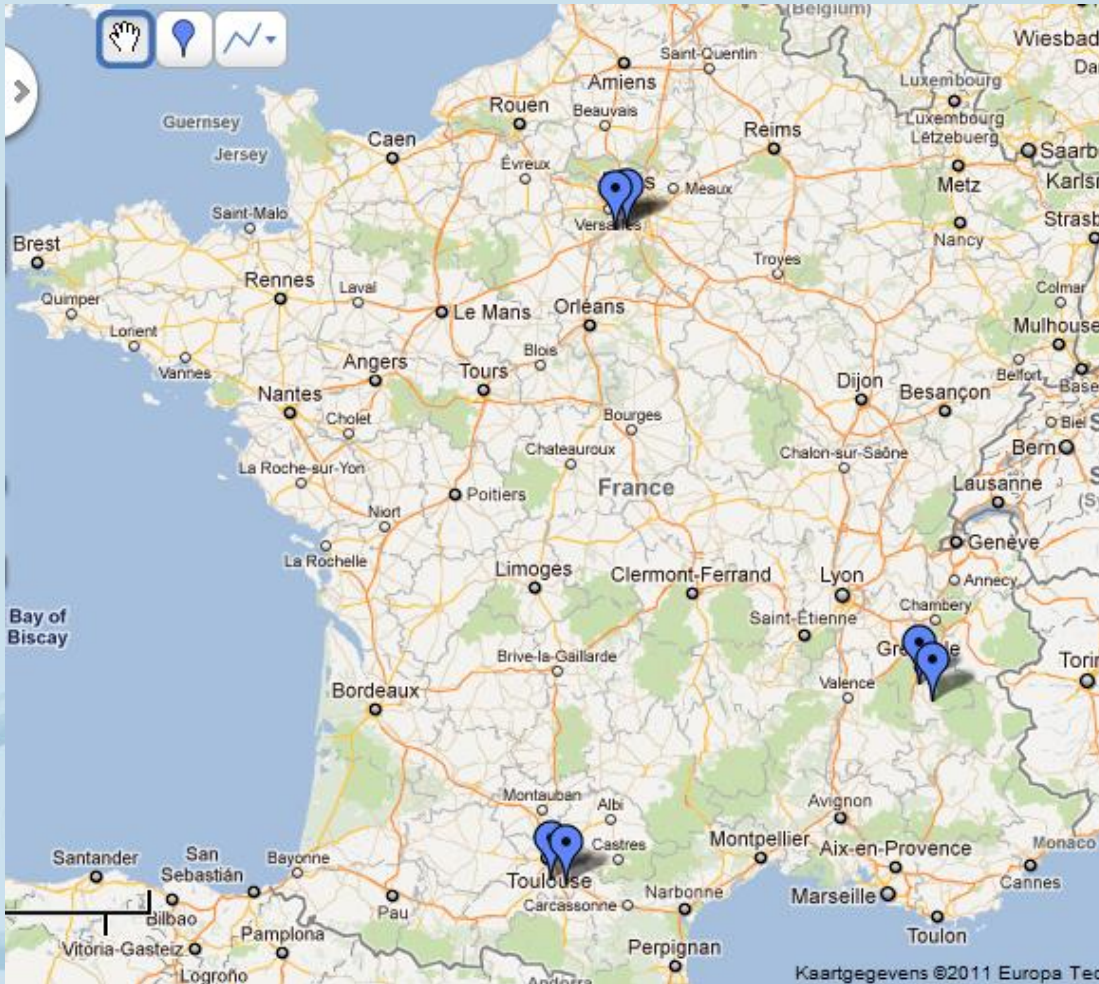 (Belgium)
Saint-Quentin
Wiesbad
Amiens
Luxembourg
Rouen
Beauvais
Luxembourg
Guernsey
Caen
Reims
Lëtzebuerg
Jersey
Évreux
Saarb
Meaux
Metz
Karlsr
Saint-Malo
Versailles
Strasb
Brest
Nancy
Troyes
Rennes
Laval
Colmar
Quimper
Le Mans
Orléans
Lorient
Mulhouse
Blois
Vannes
Angers
Tours
Belfort
Base
Nantes
Dijon
Besançon
Cholet
Bourges
Biel
Chateauroux
Chalon-sur-Saône
Bern
La Roche-sur-Yon
France
Lausanne
Poitiers
(Sv
Niort
La Rochelle
Genève
Limoges
Clermont-Ferrand
Lyon
Annecy
Bay of
Biscay
Chambery
Saint-Étienne
Brive-la-Gaillarde
Torin
Valence
Bordeaux
Montauban
Albi
Avignon
Castres
Montpellier
Aix-en-Provence
Monaco
Santander
San
Sebastián
Bayonne
Toulouse
Cannes
Carcassonne
Narbonne
Marseille
Pau
Bilbao
Toulon
Vitoria-Gasteiz
Pamplona
Perpignan
Logroño
Andorra
Kaartgegevens ©2011 Europa Tec